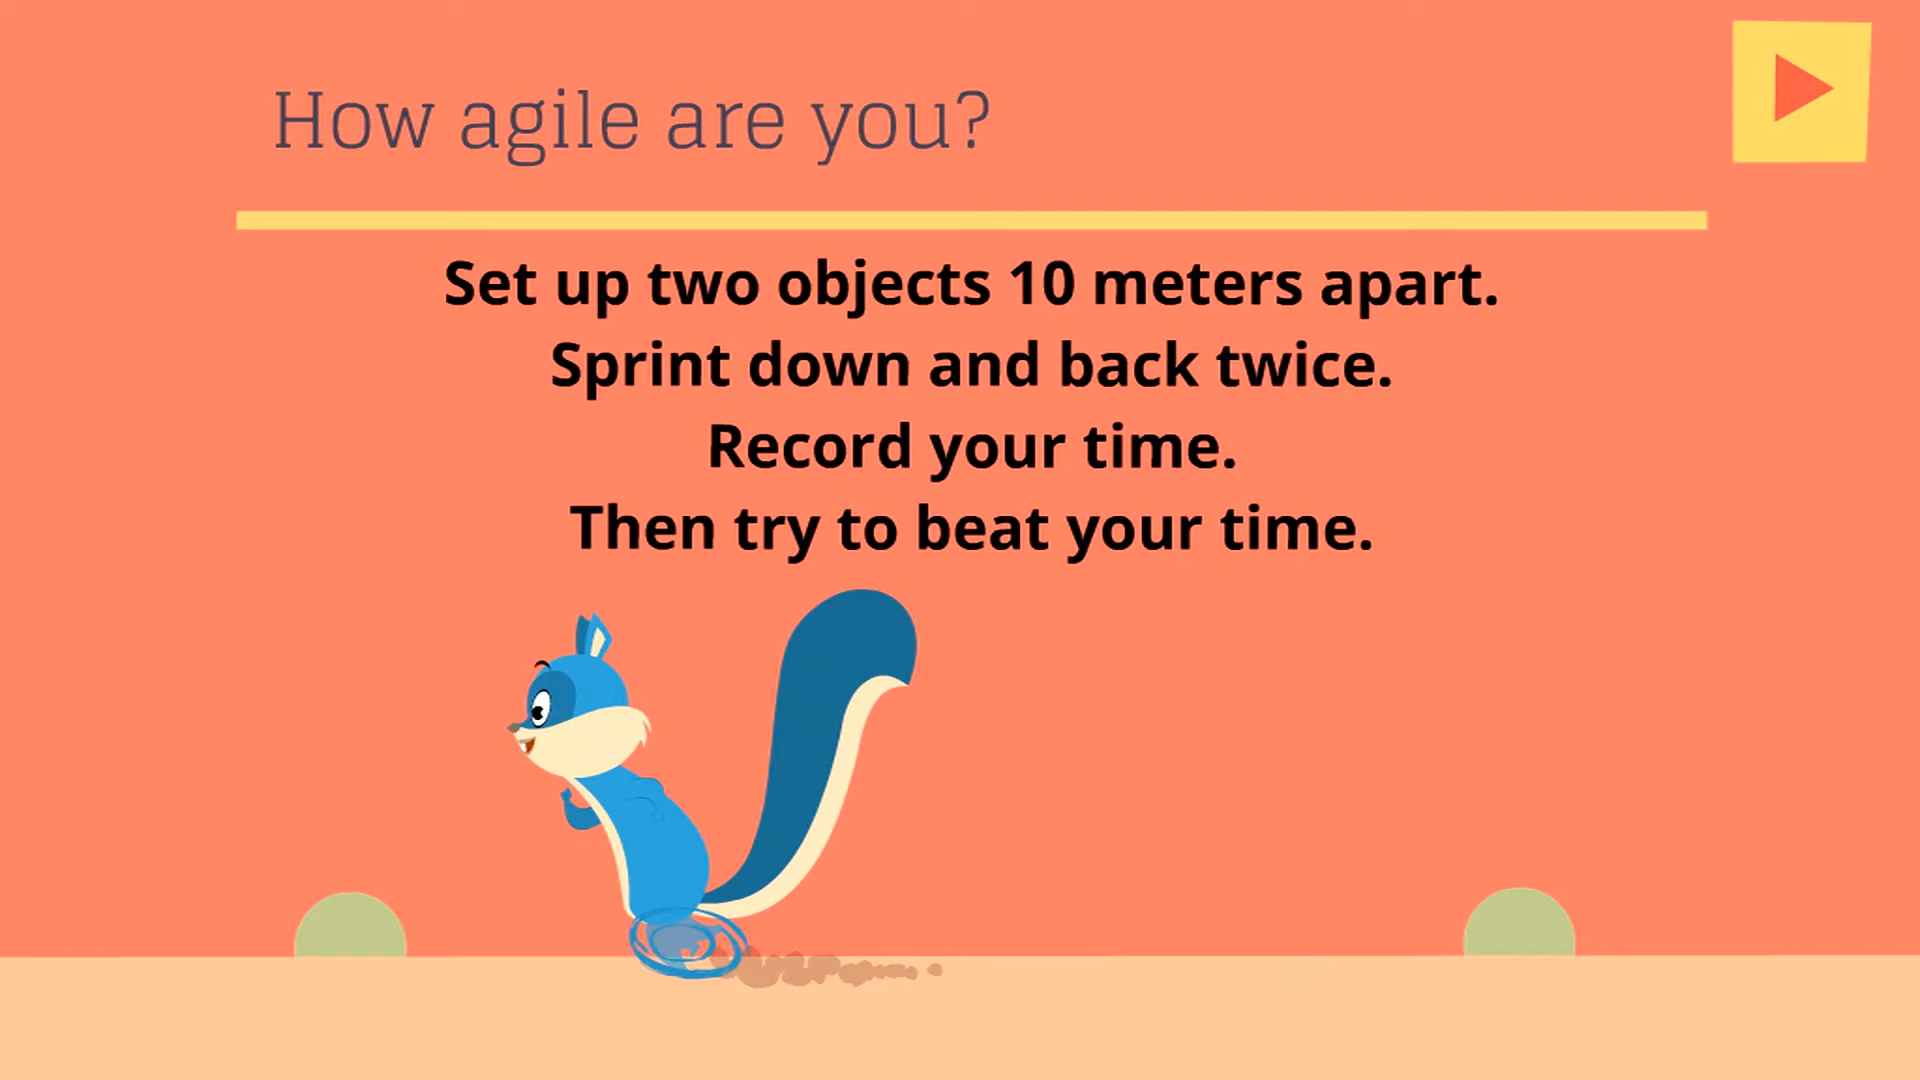 How agile are you?
Set up two objects 10 meters apart.
Sprint down and back twice.
Record your time.
Then try to beat your time.